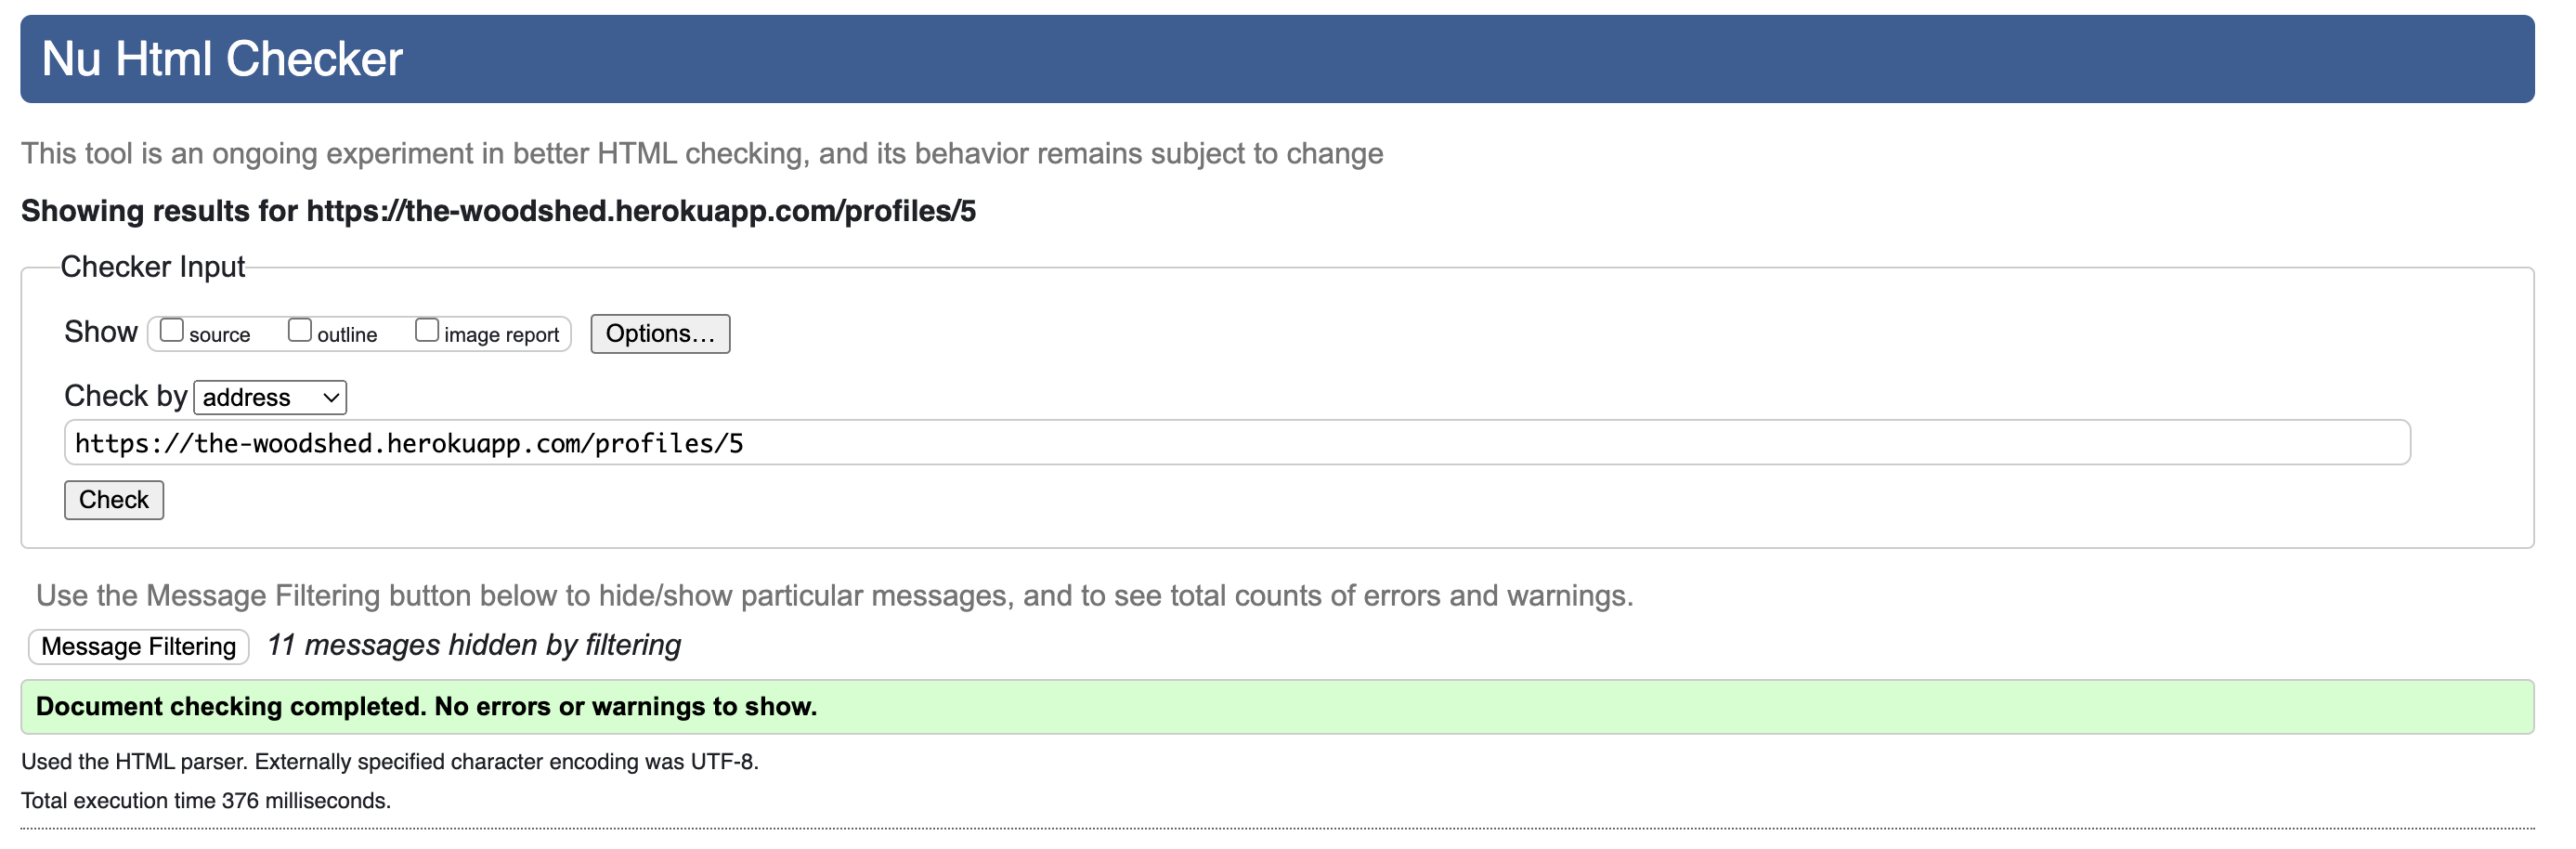 Nu Html Checker
This tool is an ongoing experiment in better HTML checking, and its behavior remains subject to change
Showing results for https://the-woodshed.herokuapp.com/profiles/5
Checker Input
Show source outline image report Options...
Check by address
https://the-woodshed.herokuapp.com/profiles/5
Check
Use the Message Filtering button below to hide/show particular messages, and to see total counts of errors and warnings.
Message Filtering 11 messages hidden by filtering
Document checking completed. No errors or warnings to show.
Used the HTML parser. Externally specified character encoding was UTF-8.
Total execution time 376 milliseconds.